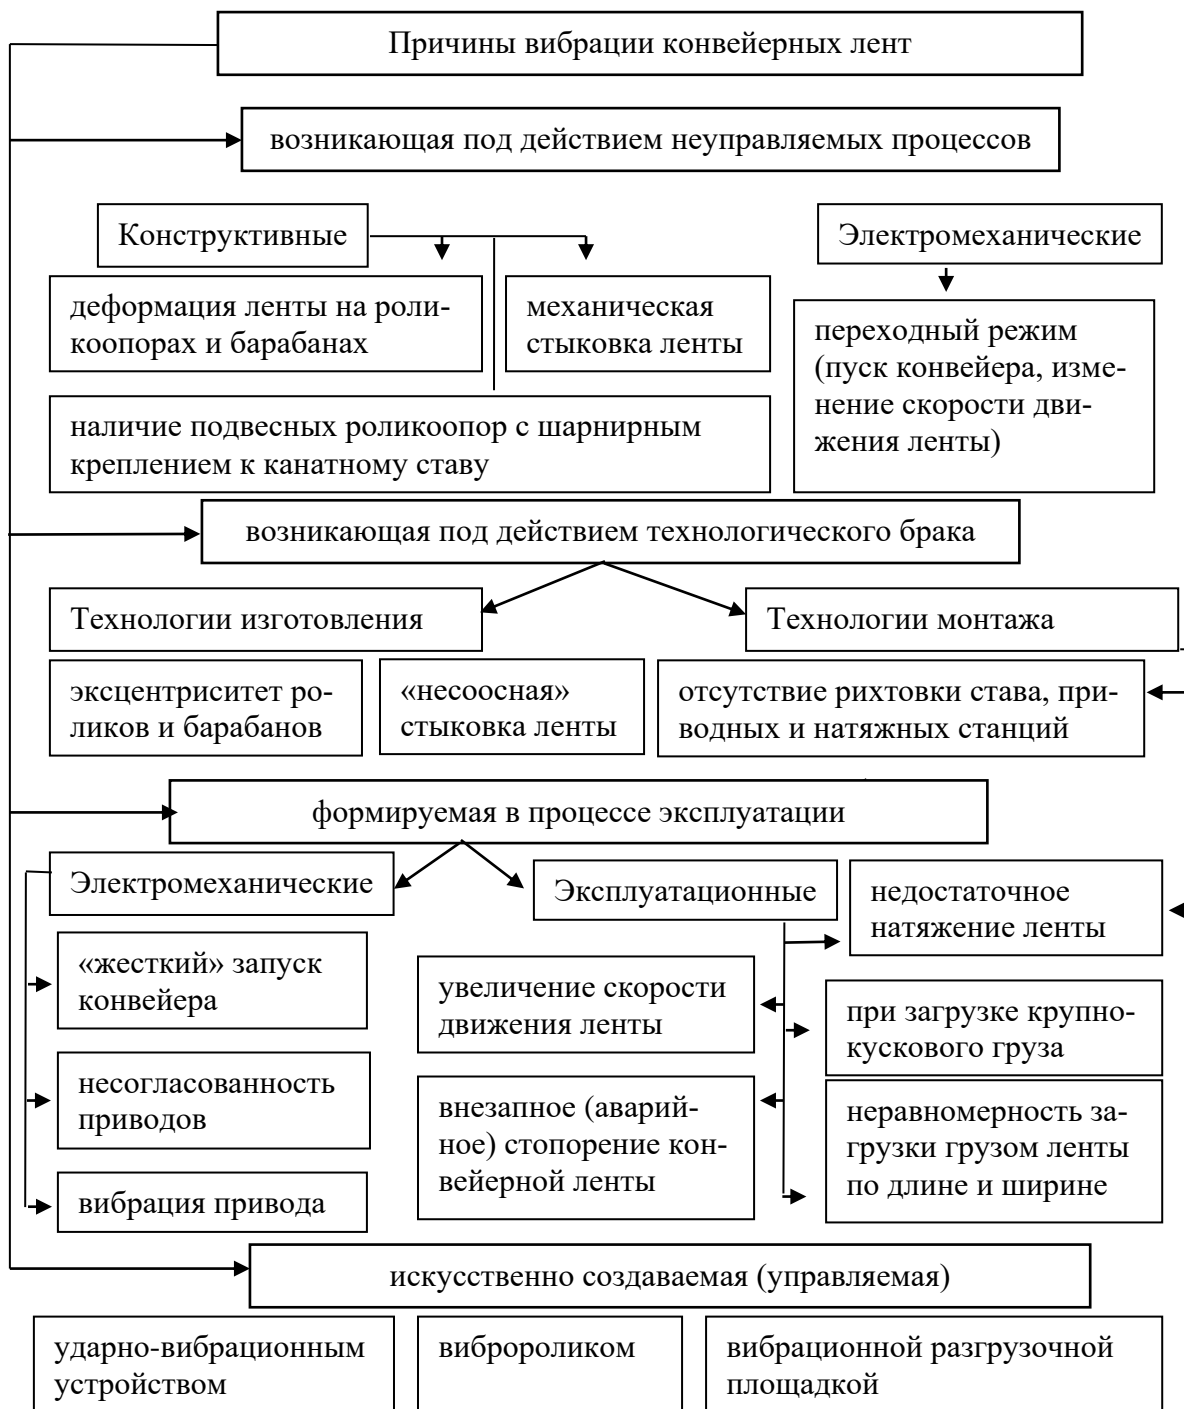 Причины вибрации конвейерных лент
возникающая под действием неуправляемых процессов
Конструктивные
Электромеханические
деформация ленты на роли-
коопорах и барабанах
механическая
стыковка ленты
переходный режим
(пуск конвейера, изме-
нение скорости дви-
жения ленты)
наличие подвесных роликоопор с шарнирным
креплением к канатному ставу
возникающая под действием технологического брака
Технологии изготовления
Технологии монтажа
эксцентриситет ро-
ликов и барабанов
«несоосная»
стыковка ленты
отсутствие рихтовки става, при-
водных и натяжных станций
формируемая в процессе эксплуатации
Электромеханические
Эксплуатационные
недостаточное
натяжение ленты
«жесткий» запуск
конвейера
увеличение скорости
движения ленты
при загрузке крупно-
кускового груза
несогласованность
приводов
внезапное (аварий-
ное) стопорение кон-
вейерной ленты
неравномерность за-
грузки грузом ленты
по длине и ширине
вибрация привода
искусственно создаваемая (управляемая)
ударно-вибрационным
устройством
вибророликом
вибрационной разгрузочной
площадкой